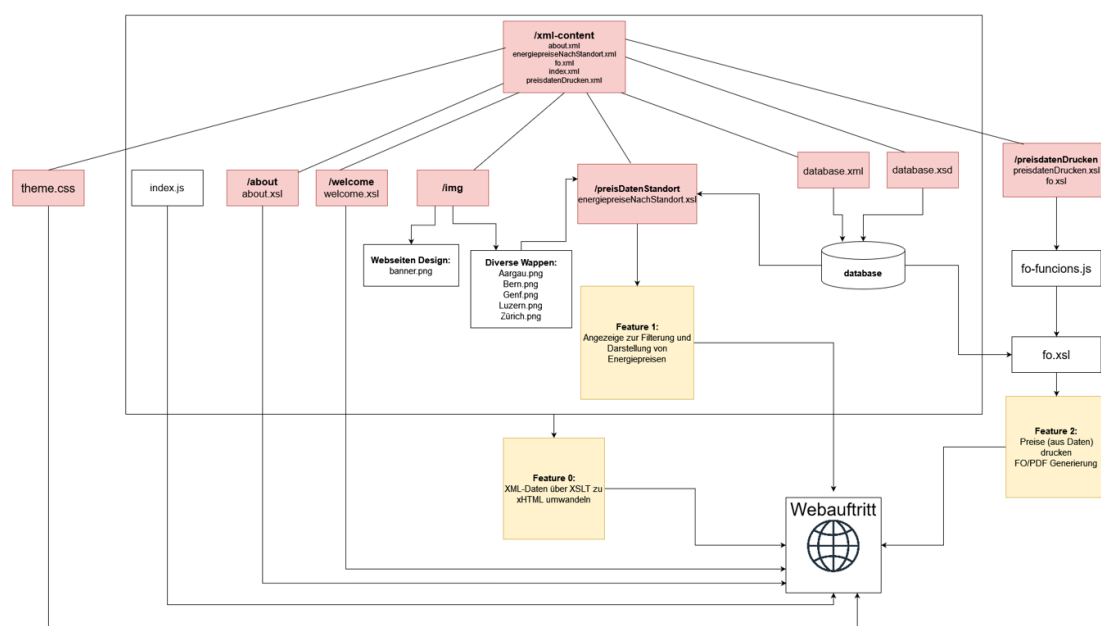 /xml-content
about.xml
energiepreiseNachStandort.xml
fo.xml
index.xml
preisdatenDrucken.xml
theme.css
index.js
/about
about.xsl
/welcome
welcome.xsl
/img
/preisDatenStandort
energiepreiseNachStandort.xsl
database.xml
database.xsd
/preisdatenDrucken
preisdatenDrucken.xsl
fo.xsl
Webseiten Design:
banner.png
Diverse Wappen:
Aargau.png
Bern.png
Genf.png
Luzern.png
Zürich.png
database
fo-funcions.js
Feature 1:
Angezeige zur Filterung und
Darstellung von
Energiepreisen
fo.xsl
Feature 2:
Preise (aus Daten)
drucken
FO/PDF Generierung
Feature 0:
XML-Daten über XSLT zu
xHTML umwandeln
Webauftritt